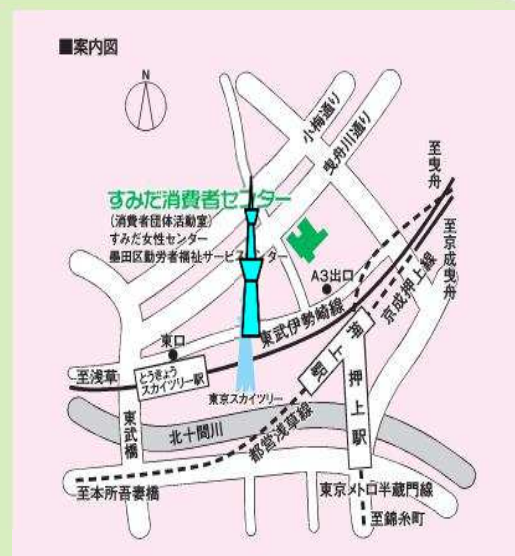 ■案内図
N
小梅通り
曳舟川通り
至曳舟
すみだ消費者センター
(消費者団体活動室)
すみだ女性センター
墨田区勤労者福祉サービスセンター
至京成曳舟
A3出口
京成押上線
東武伊勢崎線
東口
とうきょう
スカイツリー駅
至浅草
東京スカイツリー
押上駅
押上駅
東武橋
北十間川
都営浅草線
至本所吾妻橋
東京メトロ半蔵門線
至錦糸町